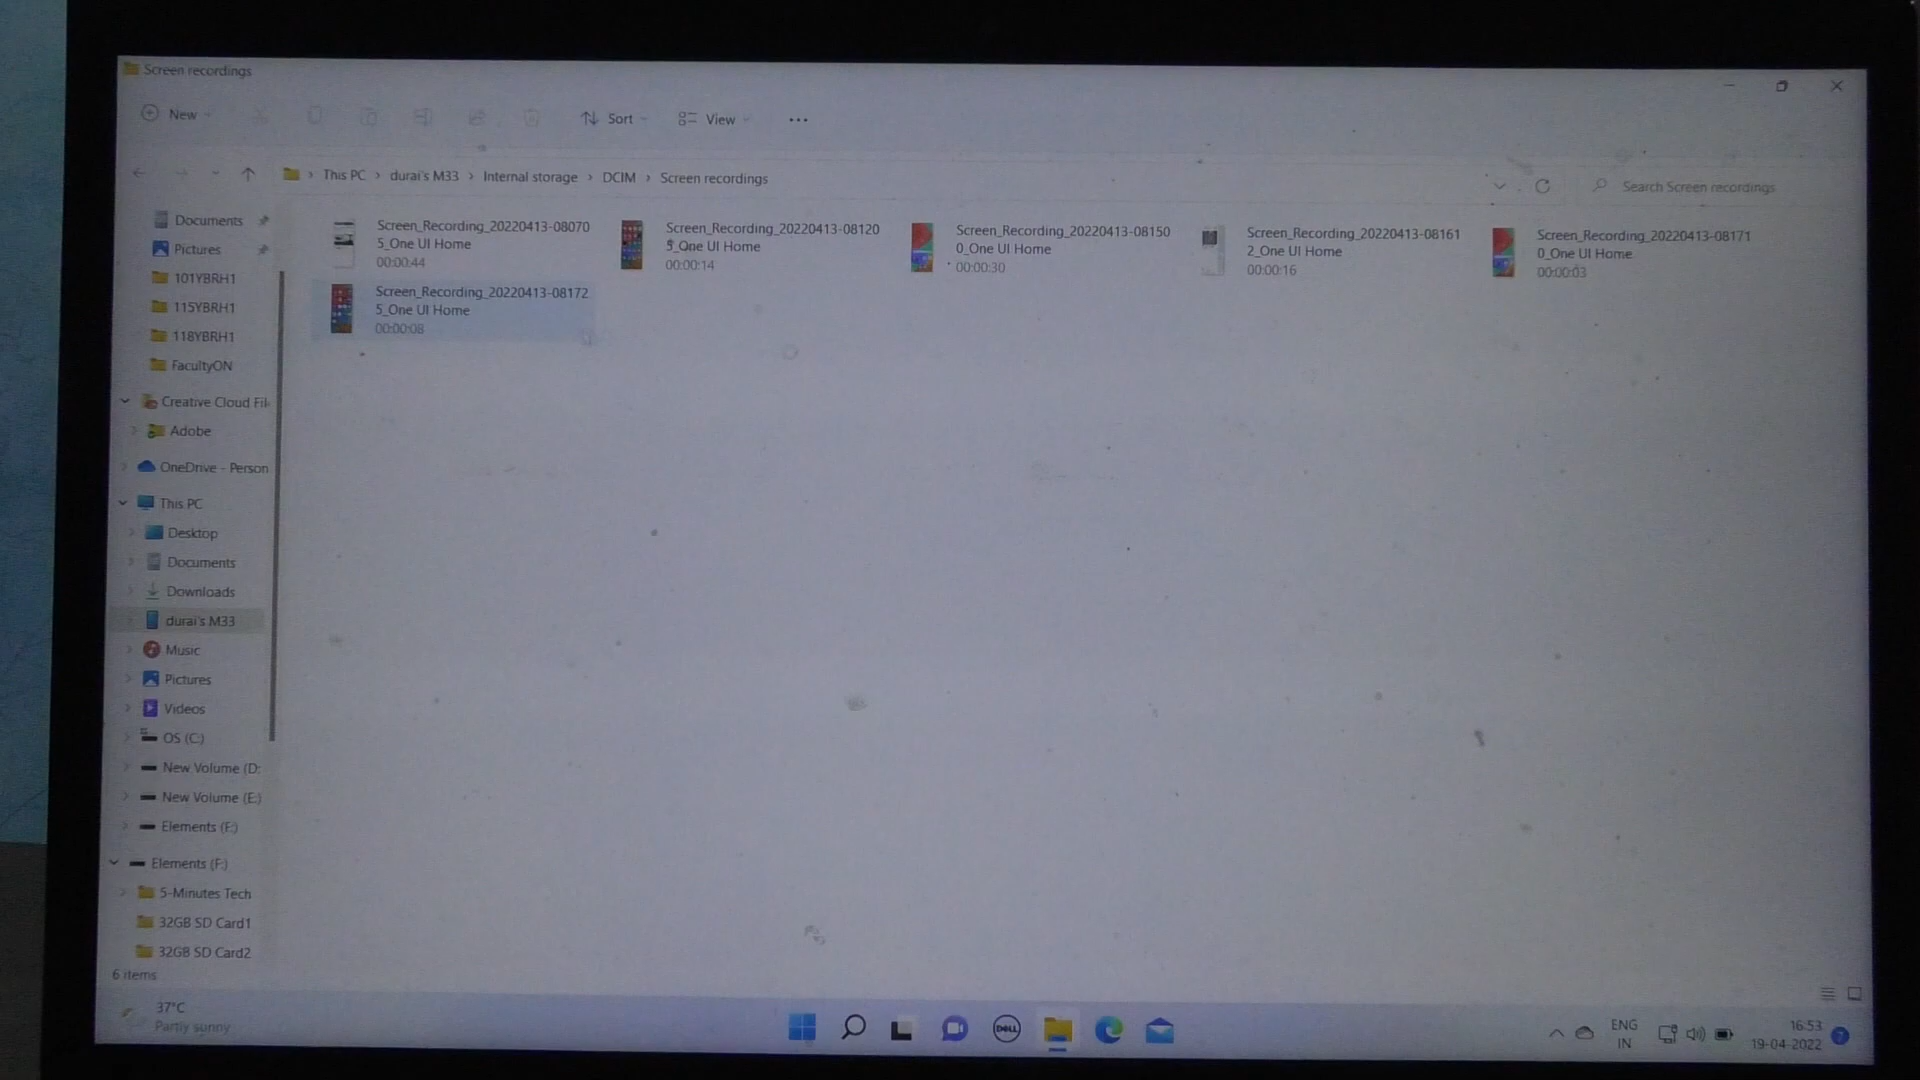 Screen recordings
New
Sort
View
This PC > durai's M33 > Internal storage > DCIM > Screen recordings
Search Screen recordings
Documents
Pictures
101YBRH1
115YBRH1
118YBRH1
FacultyON
Creative Cloud Fil
Adobe
OneDrive - Person
This PC
Desktop
Documents
Downloads
durai's M33
Music
Pictures
Videos
OS (C:)
New Volume (D:
New Volume (E:)
Elements (F:)
Elements (F:)
5-Minutes Tech
32GB SD Card1
32GB SD Card2
6 items
Screen_Recording_20220413-08070
5_One UI Home
00:00:44
Screen_Recording_20220413-08120
5_One UI Home
00:00:14
Screen_Recording_20220413-08150
0_One UI Home
00:00:30
Screen_Recording_20220413-08161
2_One UI Home
00:00:16
Screen_Recording_20220413-08171
0_One UI Home
00:00:03
Screen_Recording_20220413-08172
5_One UI Home
00:00:08
37°C
Partly sunny
DELL
ENG
IN
16:53
19-04-2022